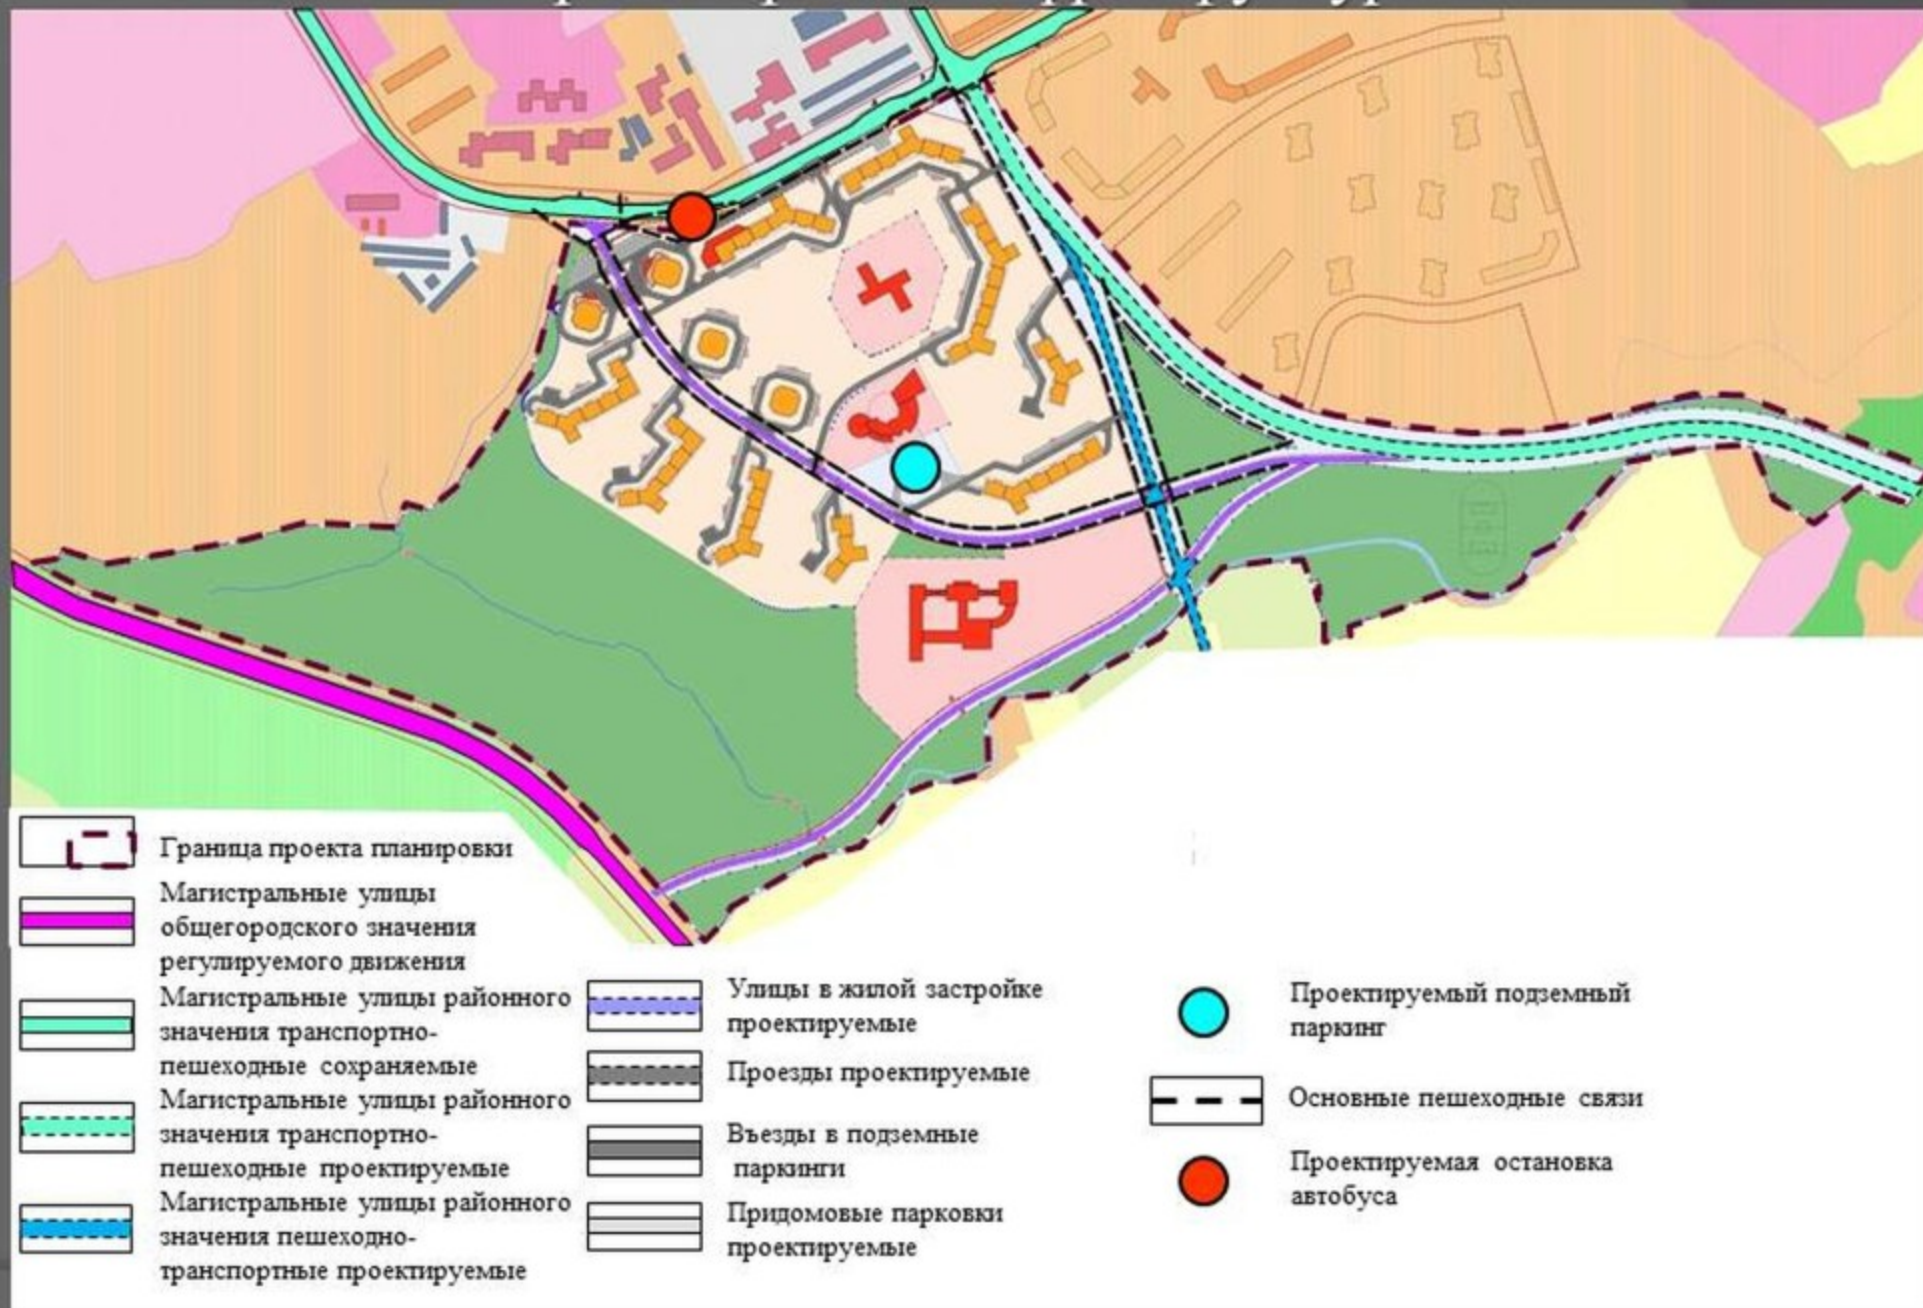 Граница проекта планировки
Магистральные улицы
общегородского значения
регулируемого движения
Магистральные улицы районного
значения транспортно-
пешеходные сохраняемые
Магистральные улицы районного
значения транспортно-
пешеходные проектируемые
Магистральные улицы районного
значения пешеходно-
транспортные проектируемые
Улицы в жилой застройке
проектируемые
Проезды проектируемые
Въезды в подземные
паркинги
Придомовые парковки
проектируемые
Проектируемый подземный
паркинг
Основные пешеходные связи
Проектируемая остановка
автобуса